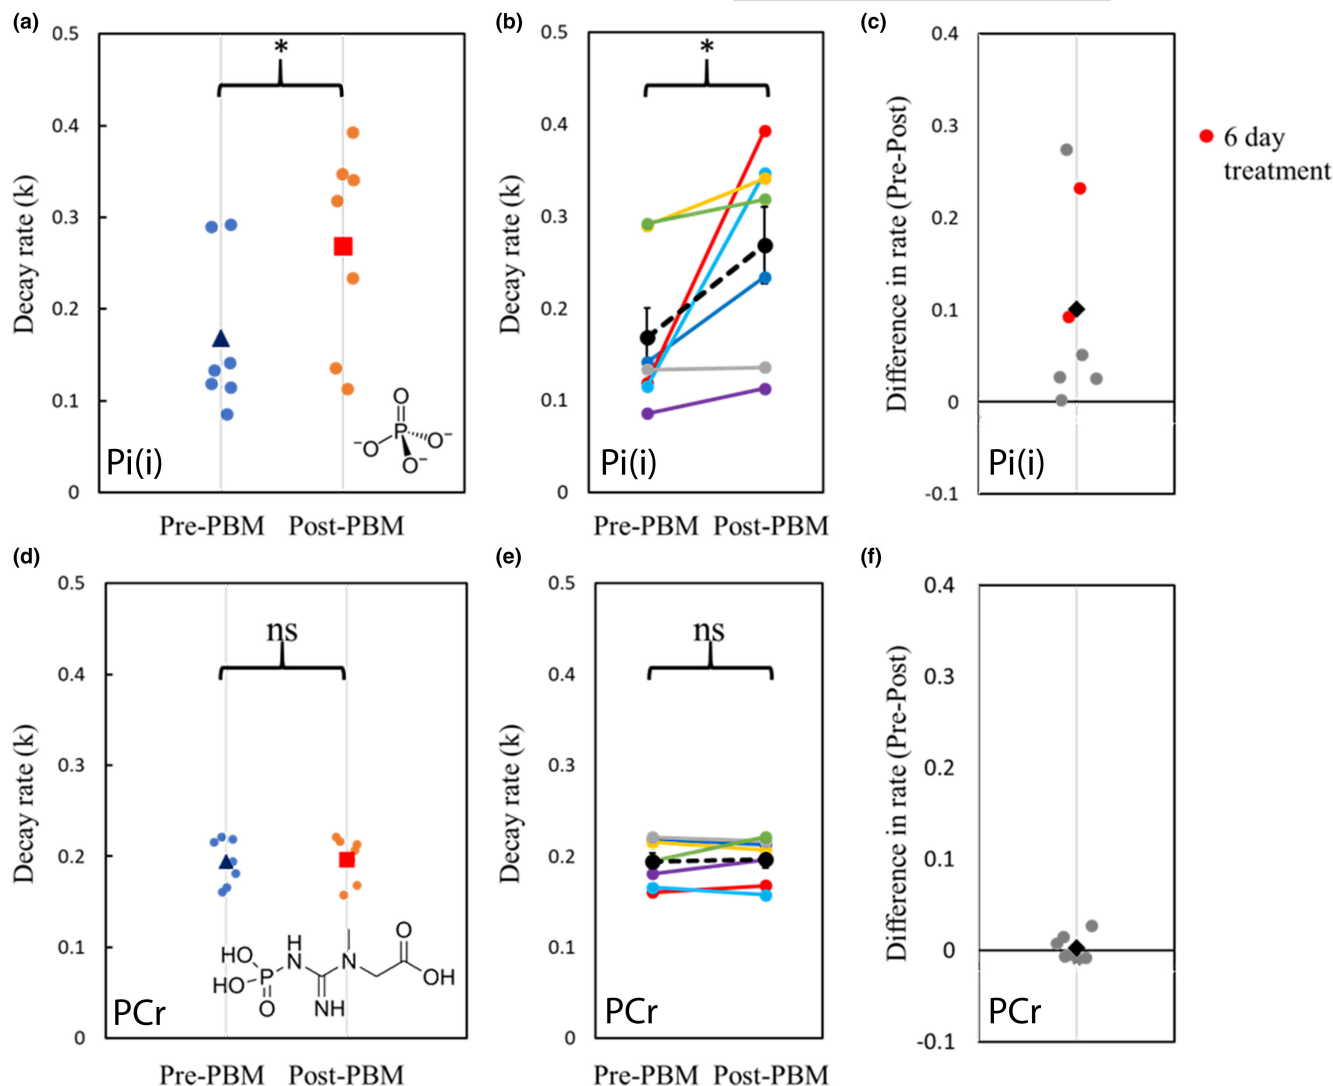 (a)
0.5
0.4
0.3
0.2
0.1
0
Decay rate (k)
*
Pi(i)
O
P
⁻O
O⁻
O⁻
Pre-PBM Post-PBM
(b)
0.5
0.4
0.3
0.2
0.1
0
Decay rate (k)
*
Pi(i)
Pre-PBM Post-PBM
(c)
0.4
0.3
0.2
0.1
0
-0.1
Difference in rate (Pre-Post)
Pi(i)
6 day
treatment
(d)
0.5
0.4
0.3
0.2
0.1
0
Decay rate (k)
ns
HO
HO
P
O
H
N
NH
N
O
OH
PCr
Pre-PBM Post-PBM
(e)
0.5
0.4
0.3
0.2
0.1
0
Decay rate (k)
ns
PCr
Pre-PBM Post-PBM
(f)
0.4
0.3
0.2
0.1
0
-0.1
Difference in rate (Pre-Post)
PCr